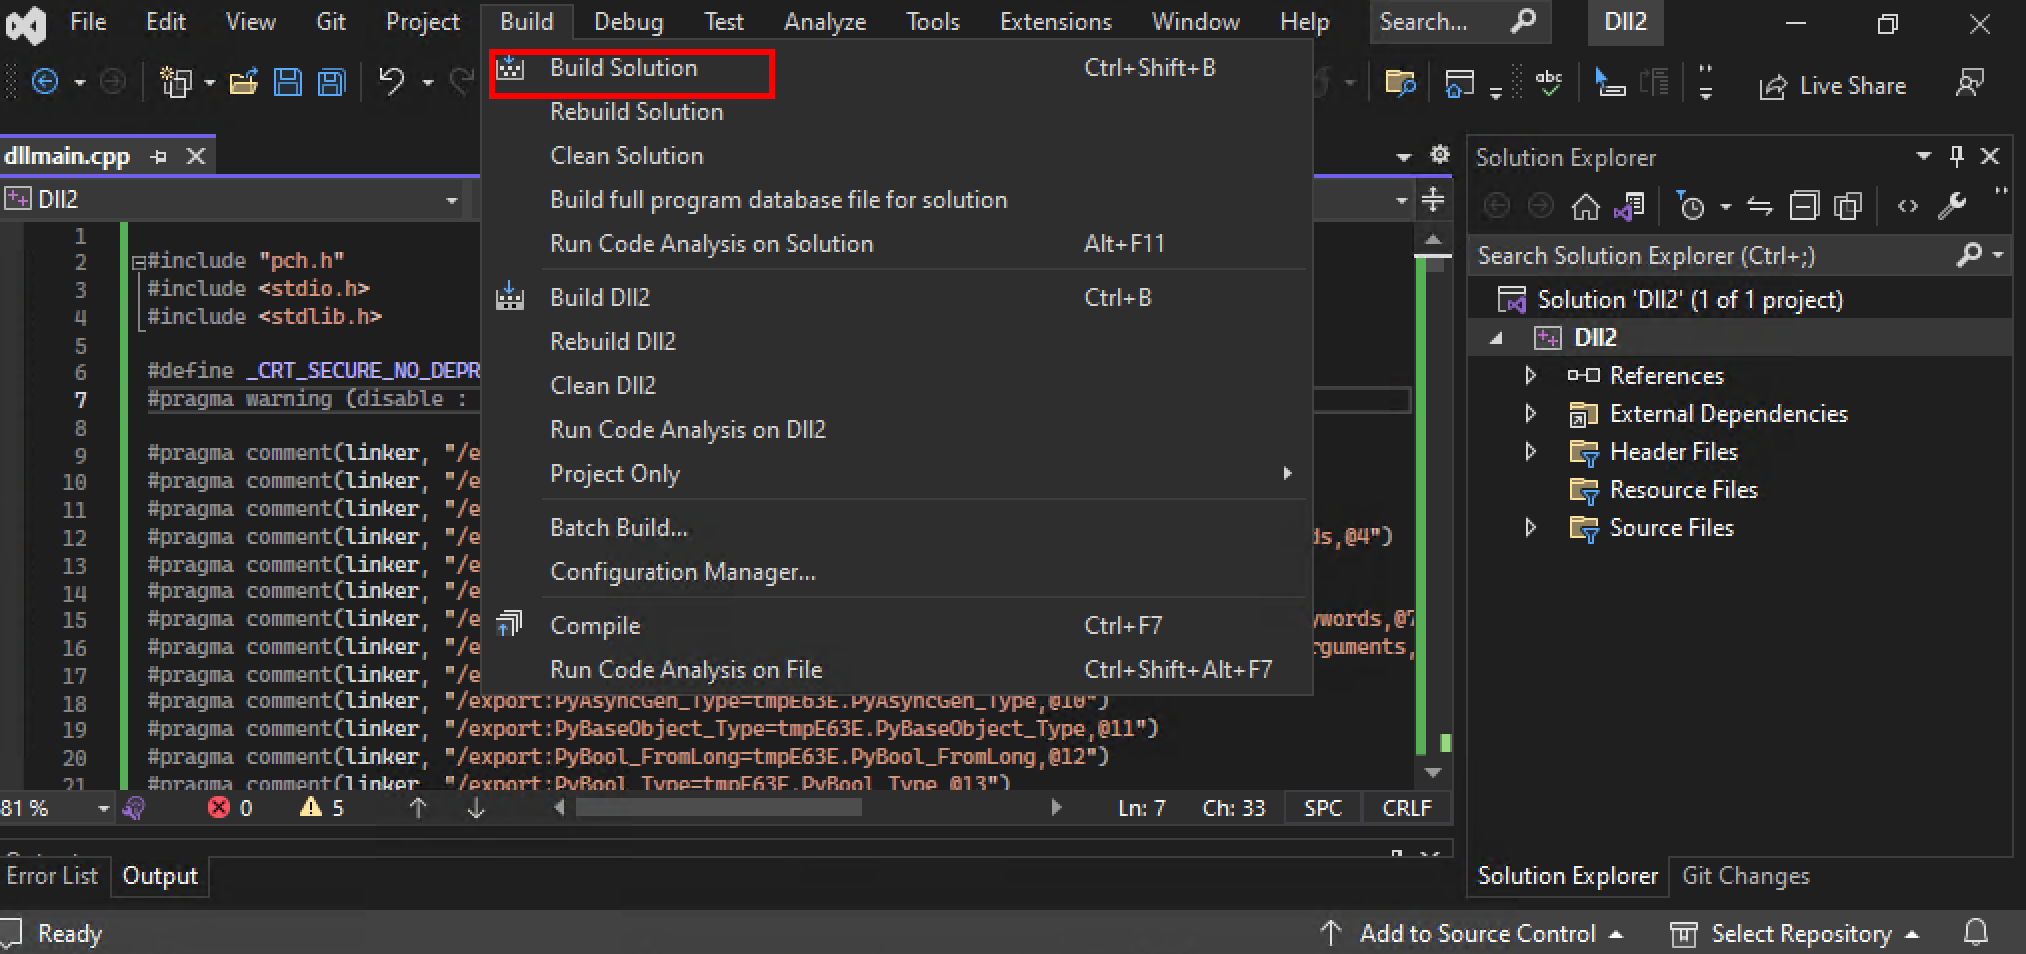 File Edit View Git Project Build Debug Test Analyze Tools Extensions Window Help Search... Dll2
Build Solution Ctrl+Shift+B
Rebuild Solution
Clean Solution
Build full program database file for solution
Run Code Analysis on Solution Alt+F11
Build Dll2 Ctrl+B
Rebuild Dll2
Clean Dll2
Run Code Analysis on Dll2
Project Only
Batch Build...
Configuration Manager...
Compile Ctrl+F7
Run Code Analysis on File Ctrl+Shift+Alt+F7
abc
Live Share
dllmain.cpp
Dll2
1
2 #include "pch.h"
3 #include <stdio.h>
4 #include <stdlib.h>
5
6 #define _CRT_SECURE_NO_DEPR
7 #pragma warning (disable :
8
9 #pragma comment(linker, "/e
10 #pragma comment(linker, "/e
11 #pragma comment(linker, "/e
12 #pragma comment(linker, "/e ds,@4")
13 #pragma comment(linker, "/e
14 #pragma comment(linker, "/e
15 #pragma comment(linker, "/e ywords,@7
16 #pragma comment(linker, "/e rguments,
17 #pragma comment(linker, "/e
18 #pragma comment(linker, "/export:PyAsyncGen_Type=tmpE63E.PyAsyncGen_Type,@10")
19 #pragma comment(linker, "/export:PyBaseObject_Type=tmpE63E.PyBaseObject_Type,@11")
20 #pragma comment(linker, "/export:PyBool_FromLong=tmpE63E.PyBool_FromLong,@12")
21 #pragma comment(linker, "/export:PyBool_Type=tmpE63E.PyBool_Type,@13")
81 % 0 5 Ln: 7 Ch: 33 SPC CRLF
Error List Output
Solution Explorer
Search Solution Explorer (Ctrl+;)
Solution 'Dll2' (1 of 1 project)
Dll2
References
External Dependencies
Header Files
Resource Files
Source Files
Solution Explorer Git Changes
Ready Add to Source Control Select Repository